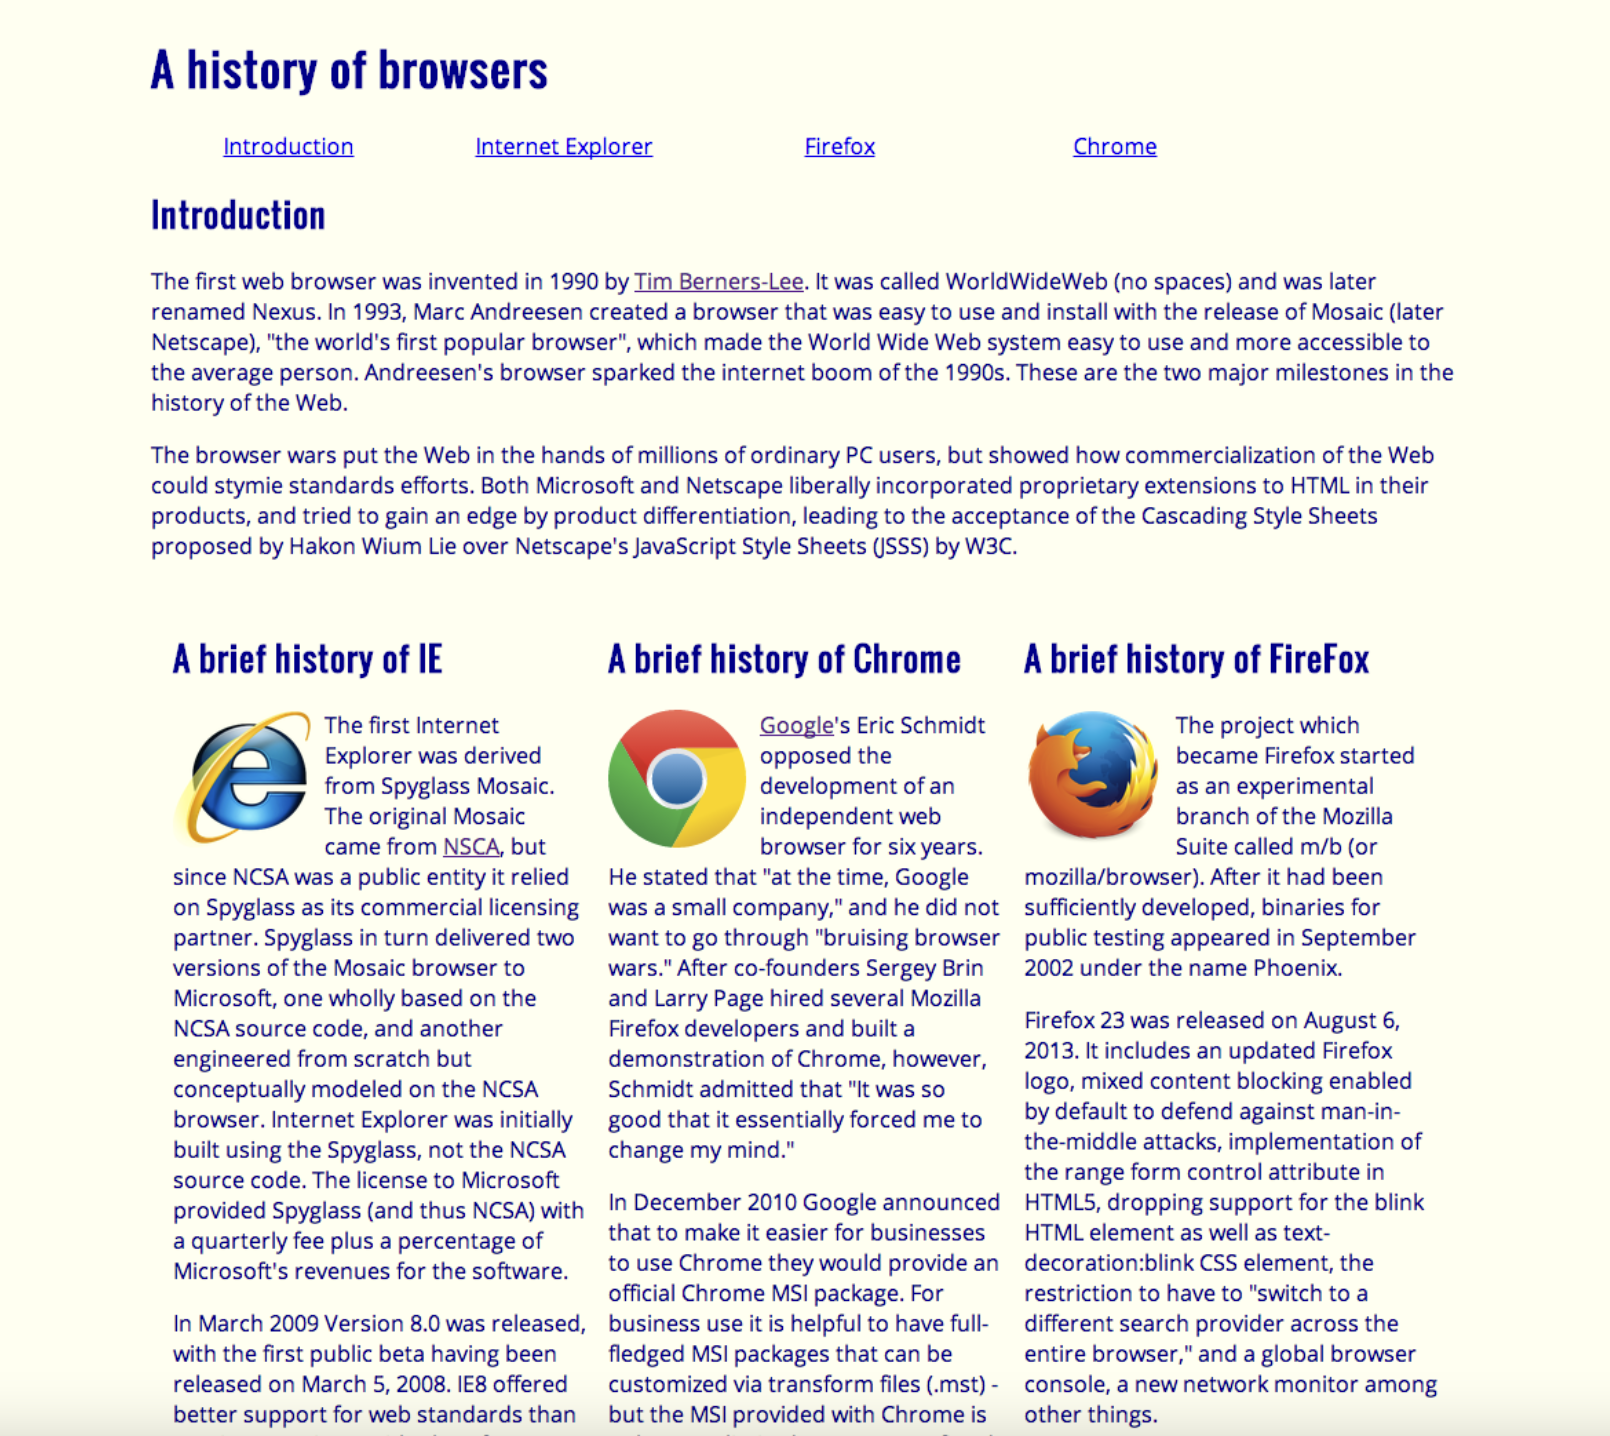 A history of browsers
Introduction Internet Explorer Firefox Chrome
Introduction
The first web browser was invented in 1990 by Tim Berners-Lee. It was called WorldWideWeb (no spaces) and was later
renamed Nexus. In 1993, Marc Andreesen created a browser that was easy to use and install with the release of Mosaic (later
Netscape), "the world's first popular browser", which made the World Wide Web system easy to use and more accessible to
the average person. Andreesen's browser sparked the internet boom of the 1990s. These are the two major milestones in the
history of the Web.
The browser wars put the Web in the hands of millions of ordinary PC users, but showed how commercialization of the Web
could stymie standards efforts. Both Microsoft and Netscape liberally incorporated proprietary extensions to HTML in their
products, and tried to gain an edge by product differentiation, leading to the acceptance of the Cascading Style Sheets
proposed by Hakon Wium Lie over Netscape's JavaScript Style Sheets (JSSS) by W3C.
A brief history of IE
The first Internet
Explorer was derived
from Spyglass Mosaic.
The original Mosaic
came from NSCA, but
since NCSA was a public entity it relied
on Spyglass as its commercial licensing
partner. Spyglass in turn delivered two
versions of the Mosaic browser to
Microsoft, one wholly based on the
NCSA source code, and another
engineered from scratch but
conceptually modeled on the NCSA
browser. Internet Explorer was initially
built using the Spyglass, not the NCSA
source code. The license to Microsoft
provided Spyglass (and thus NCSA) with
a quarterly fee plus a percentage of
Microsoft's revenues for the software.
In March 2009 Version 8.0 was released,
with the first public beta having been
released on March 5, 2008. IE8 offered
better support for web standards than
A brief history of Chrome
Google's Eric Schmidt
opposed the
development of an
independent web
browser for six years.
He stated that "at the time, Google
was a small company," and he did not
want to go through "bruising browser
wars." After co-founders Sergey Brin
and Larry Page hired several Mozilla
Firefox developers and built a
demonstration of Chrome, however,
Schmidt admitted that "It was so
good that it essentially forced me to
change my mind."
In December 2010 Google announced
that to make it easier for businesses
to use Chrome they would provide an
official Chrome MSI package. For
business use it is helpful to have full-
fledged MSI packages that can be
customized via transform files (.mst) -
but the MSI provided with Chrome is
A brief history of FireFox
The project which
became Firefox started
as an experimental
branch of the Mozilla
Suite called m/b (or
mozilla/browser). After it had been
sufficiently developed, binaries for
public testing appeared in September
2002 under the name Phoenix.
Firefox 23 was released on August 6,
2013. It includes an updated Firefox
logo, mixed content blocking enabled
by default to defend against man-in-
the-middle attacks, implementation of
the range form control attribute in
HTML5, dropping support for the blink
HTML element as well as text-
decoration:blink CSS element, the
restriction to have to "switch to a
different search provider across the
entire browser," and a global browser
console, a new network monitor among
other things.